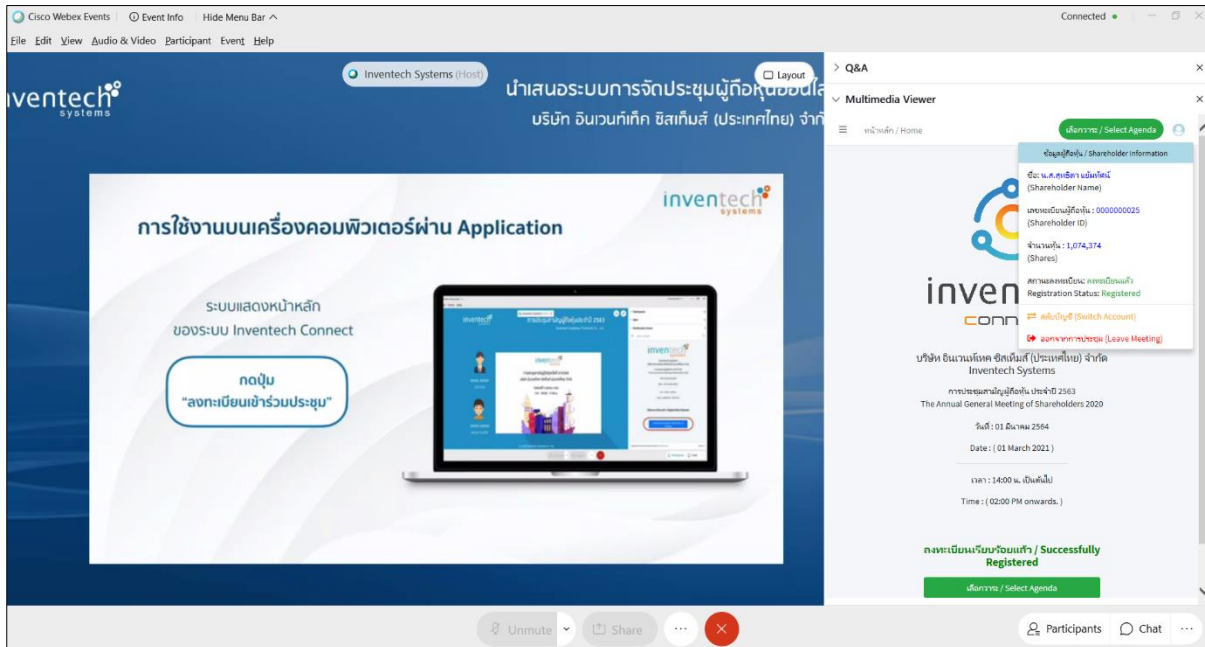 Cisco Webex Events
Event Info
Hide Menu Bar
Connected
File Edit View Audio & Video Participant Event Help
Inventech Systems (Host)
Layout
inventech
systems
นำเสนอระบบการจัดประชุมผู้ถือหุ้นออนไล
บริษัท อินเวนท์เท็ค ซิสเท็มส์ (ประเทศไทย) จำกั
inventech
systems
การใช้งานบนเครื่องคอมพิวเตอร์ผ่าน Application
ระบบแสดงหน้าหลัก
ของระบบ Inventech Connect
กดปุ่ม
“ลงทะเบียนเข้าร่วมประชุม”
Q&A
Multimedia Viewer
หน้าหลัก / Home
เลือกวาระ / Select Agenda
ข้อมูลผู้ถือหุ้น / Shareholder Information
ชื่อ: น.ส.สุทธิดา แย้มทัศน์
(Shareholder Name)
เลขทะเบียนผู้ถือหุ้น : 0000000025
(Shareholder ID)
จำนวนหุ้น : 1,074,374
(Shares)
สถานะลงทะเบียน: ลงทะเบียนแล้ว
Registration Status: Registered
สลับบัญชี (Switch Account)
ออกจากการประชุม (Leave Meeting)
inven
CONN
บริษัท อินเวนท์เทค ซิสเท็มส์ (ประเทศไทย) จำกัด
Inventech Systems
การประชุมสามัญผู้ถือหุ้น ประจำปี 2563
The Annual General Meeting of Shareholders 2020
วันที่ : 01 มีนาคม 2564
Date : ( 01 March 2021 )
เวลา : 14:00 น. เป็นต้นไป
Time : ( 02:00 PM onwards. )
ลงทะเบียนเรียบร้อยแล้ว / Successfully
Registered
เลือกวาระ / Select Agenda
Unmute
Share
Participants
Chat